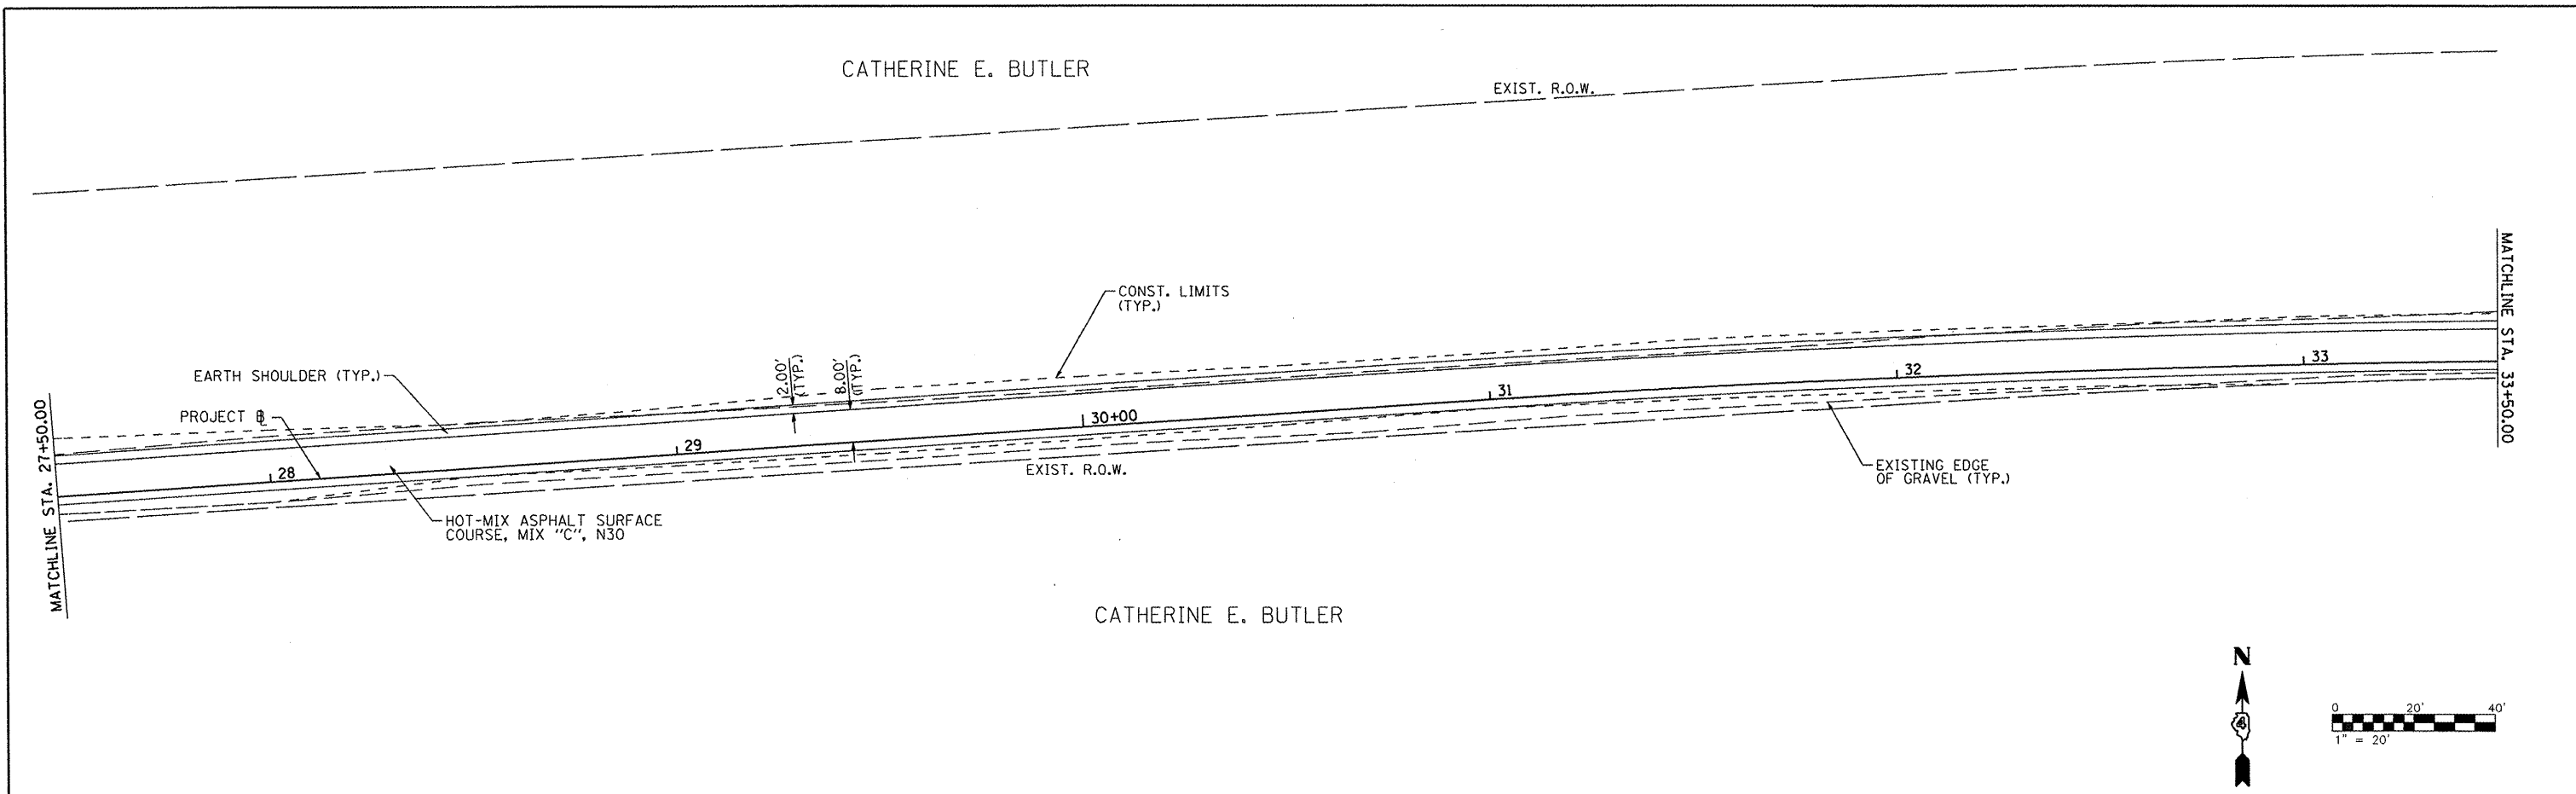 CATHERINE E. BUTLER
EXIST. R.O.W.
MATCHLINE STA. 33+50.00
CONST. LIMITS
(TYP.)
2.00'
(TYP.)
8.00'
(TYP.)
EARTH SHOULDER (TYP.)
PROJECT ⅊
MATCHLINE STA. 27+50.00
28
29
30+00
31
32
33
EXIST. R.O.W.
EXISTING EDGE
OF GRAVEL (TYP.)
HOT-MIX ASPHALT SURFACE
COURSE, MIX "C", N30
CATHERINE E. BUTLER
N
4
0 20' 40'
1" = 20'